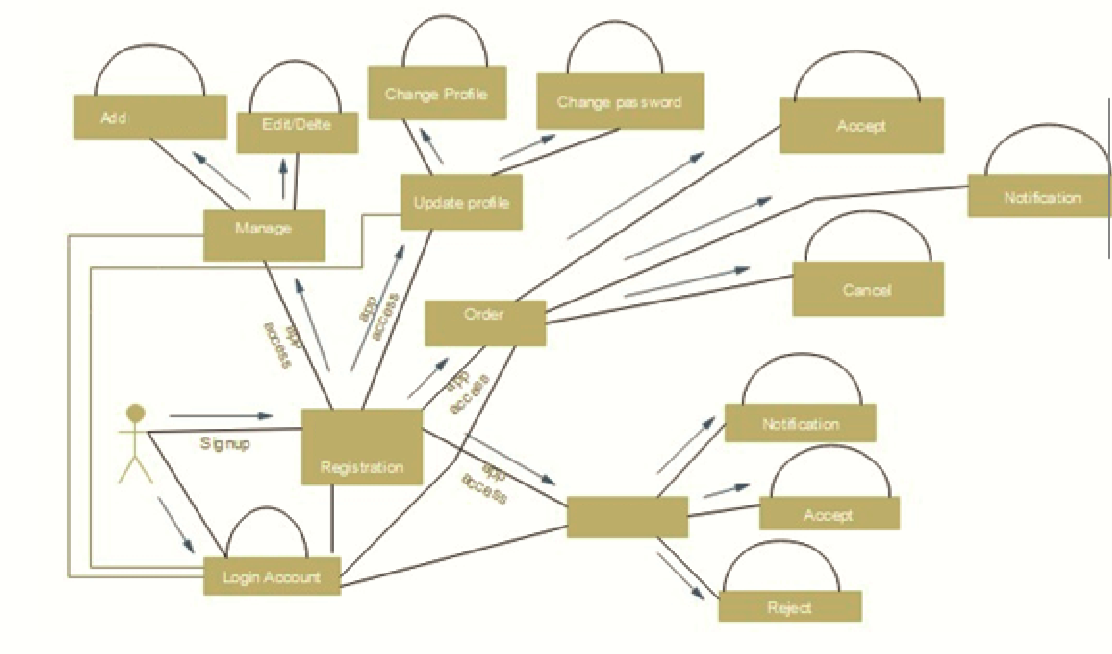 Change Profile
Change password
Add
Edit/Delte
Accept
Notification
Update profile
Manage
Cancel
Order
app
access
app
access
app
access
Signup
Registration
app
access
Notification
Accept
Login Account
Reject